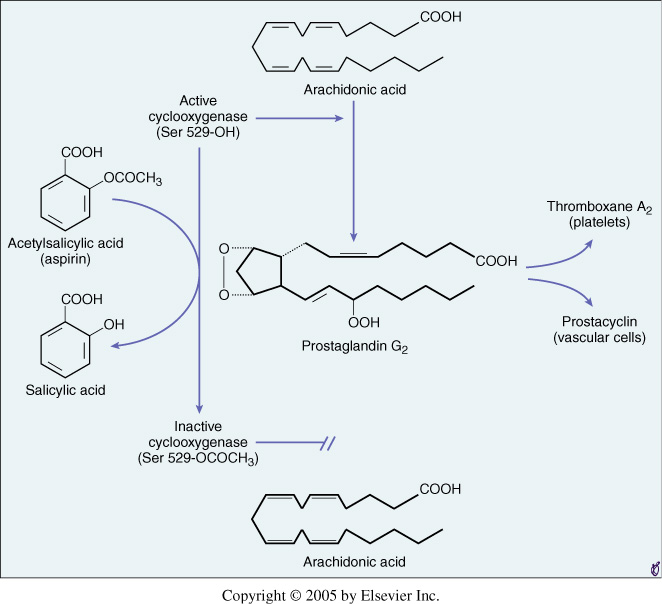 COOH
Arachidonic acid
Active
cyclooxygenase
(Ser 529-OH)
COOH
OCOCH₃
Acetylsalicylic acid
(aspirin)
Thromboxane A₂
(platelets)
O
O
COOH
OOH
Prostaglandin G₂
Prostacyclin
(vascular cells)
COOH
OH
Salicylic acid
Inactive
cyclooxygenase
(Ser 529-OCOCH₃)
COOH
Arachidonic acid
Copyright © 2005 by Elsevier Inc.